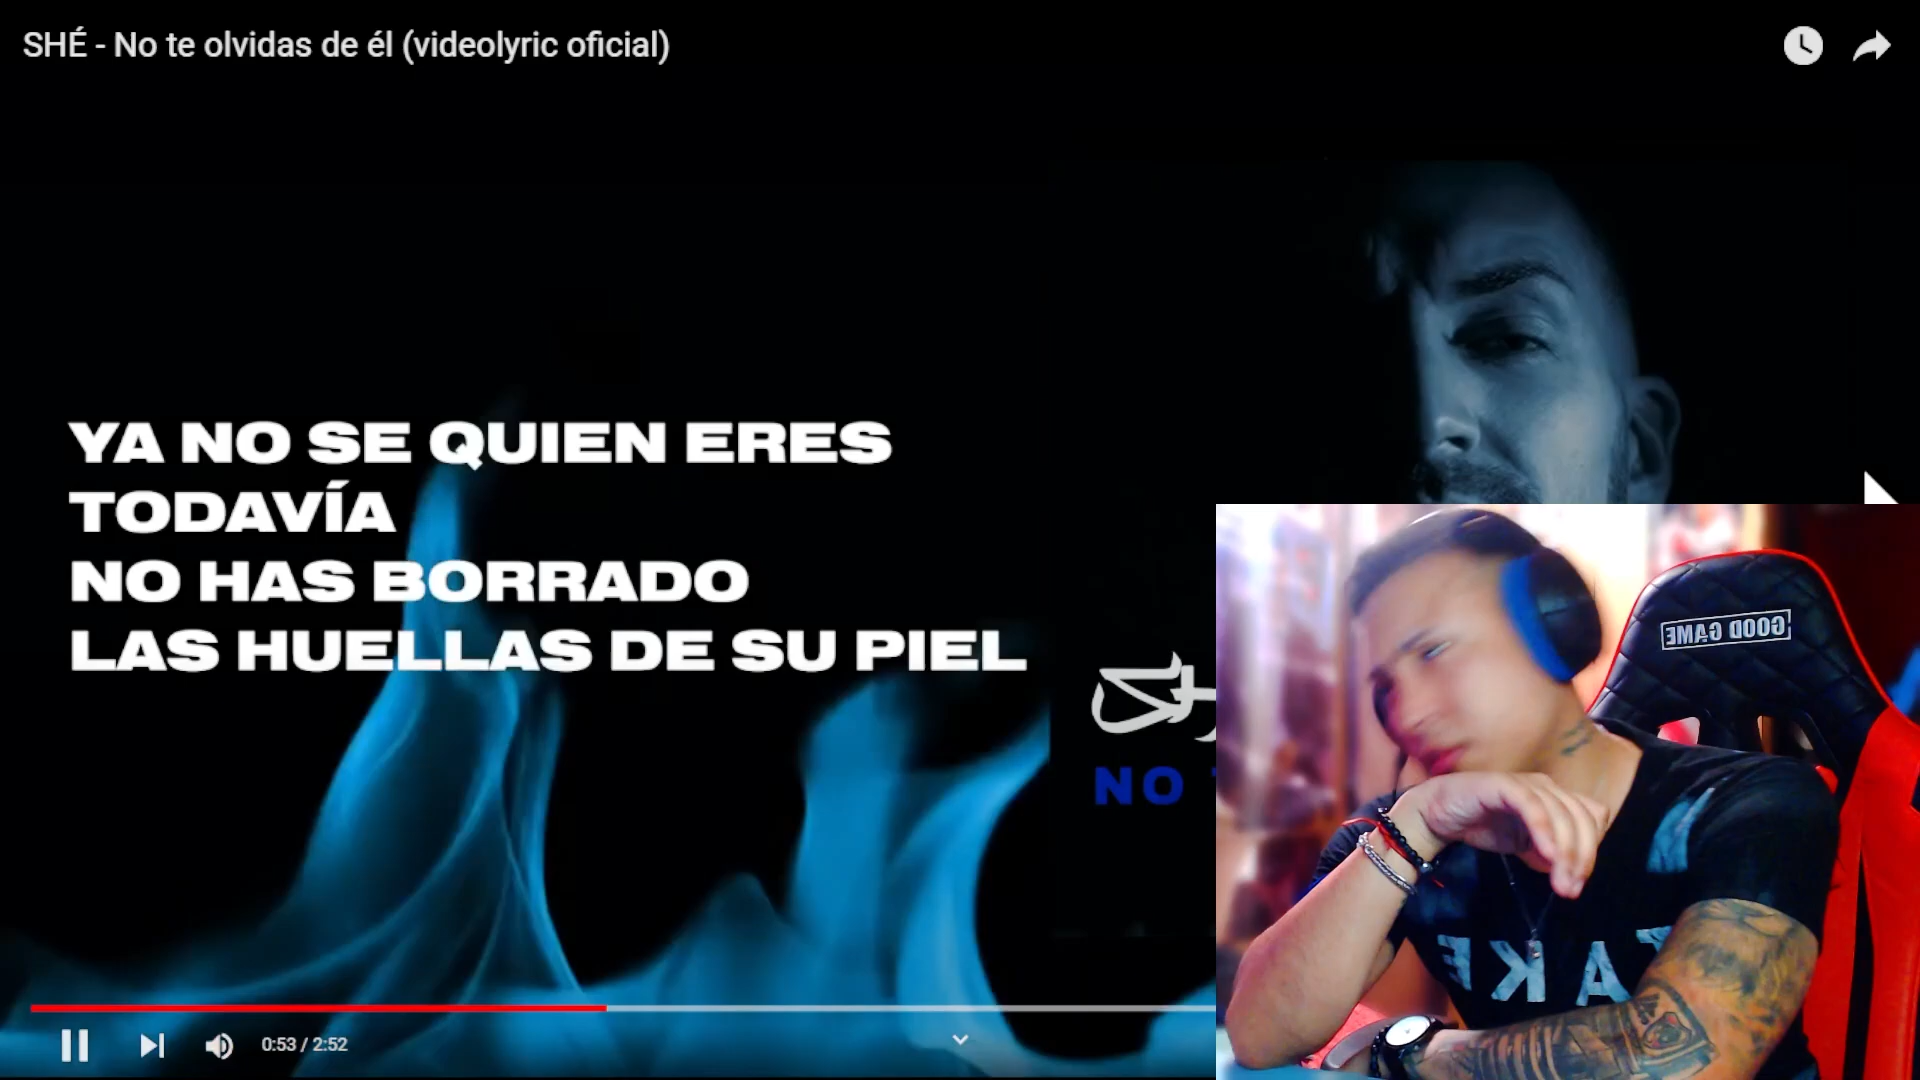 SHÉ - No te olvidas de él (videolyric oficial)
YA NO SE QUIEN ERES
TODAVÍA
NO HAS BORRADO
LAS HUELLAS DE SU PIEL
NO
GOOD GAME
TAKE
0:53 / 2:52